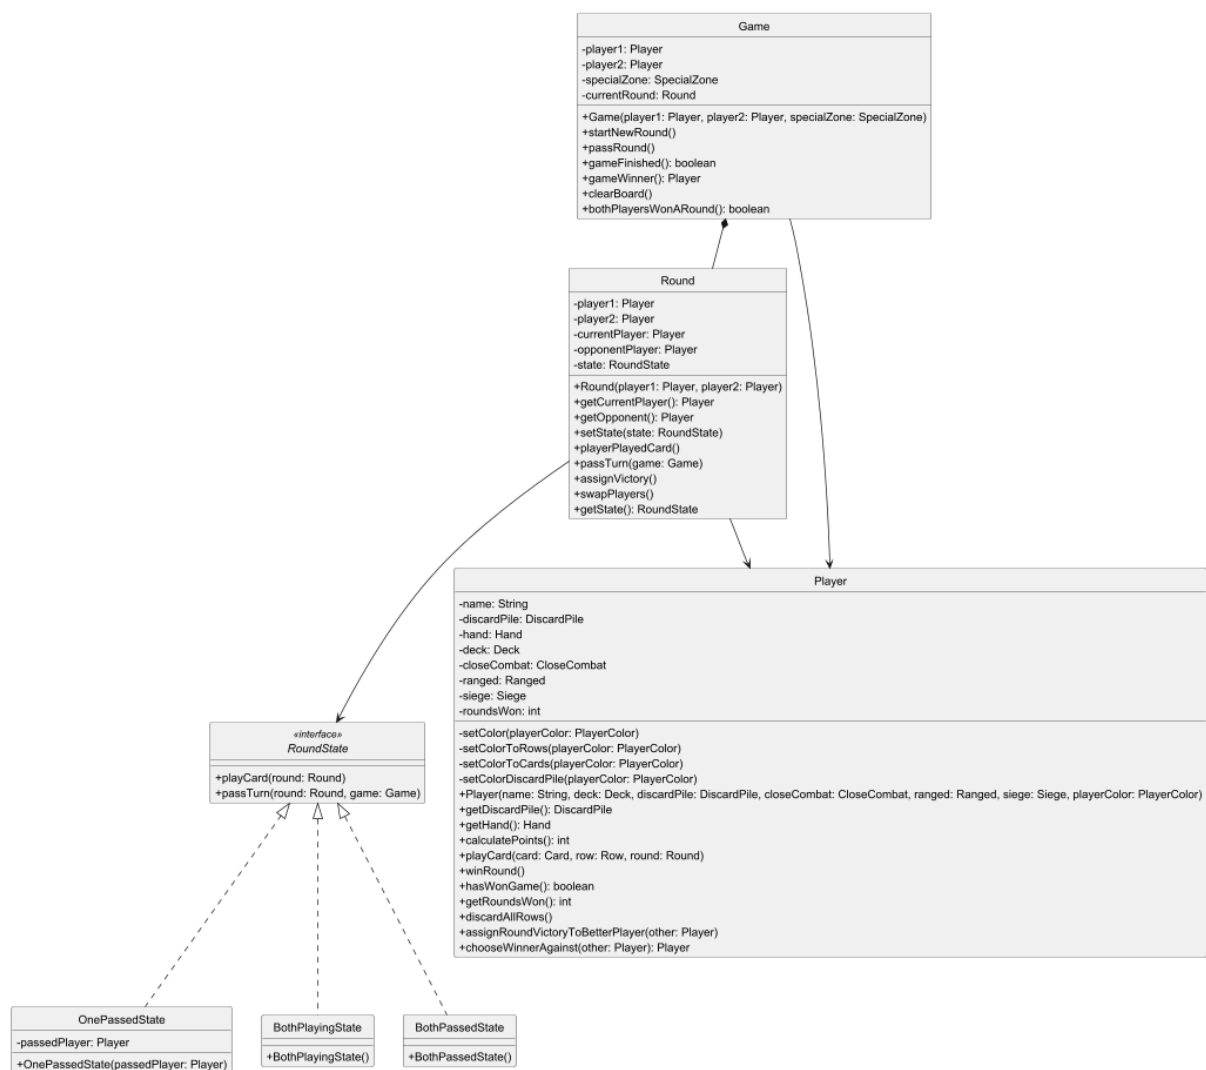 Game
-player1: Player
-player2: Player
-specialZone: SpecialZone
-currentRound: Round
+Game(player1: Player, player2: Player, specialZone: SpecialZone)
+startNewRound()
+passRound()
+gameFinished(): boolean
+gameWinner(): Player
+clearBoard()
+bothPlayersWonARound(): boolean
Round
-player1: Player
-player2: Player
-currentPlayer: Player
-opponentPlayer: Player
-state: RoundState
+Round(player1: Player, player2: Player)
+getCurrentPlayer(): Player
+getOpponent(): Player
+setState(state: RoundState)
+playerPlayedCard()
+passTurn(game: Game)
+assignVictory()
+swapPlayers()
+getState(): RoundState
Player
-name: String
-discardPile: DiscardPile
-hand: Hand
-deck: Deck
-closeCombat: CloseCombat
-ranged: Ranged
-siege: Siege
-roundsWon: int
-setColor(playerColor: PlayerColor)
-setColorToRows(playerColor: PlayerColor)
-setColorToCards(playerColor: PlayerColor)
-setColorDiscardPile(playerColor: PlayerColor)
+Player(name: String, deck: Deck, discardPile: DiscardPile, closeCombat: CloseCombat, ranged: Ranged, siege: Siege, playerColor: PlayerColor)
+getDiscardPile(): DiscardPile
+getHand(): Hand
+calculatePoints(): int
+playCard(card: Card, row: Row, round: Round)
+winRound()
+hasWonGame(): boolean
+getRoundsWon(): int
+discardAllRows()
+assignRoundVictoryToBetterPlayer(other: Player)
+chooseWinnerAgainst(other: Player): Player
«interface»
RoundState
+playCard(round: Round)
+passTurn(round: Round, game: Game)
OnePassedState
-passedPlayer: Player
+OnePassedState(passedPlayer: Player)
BothPlayingState
+BothPlayingState()
BothPassedState
+BothPassedState()